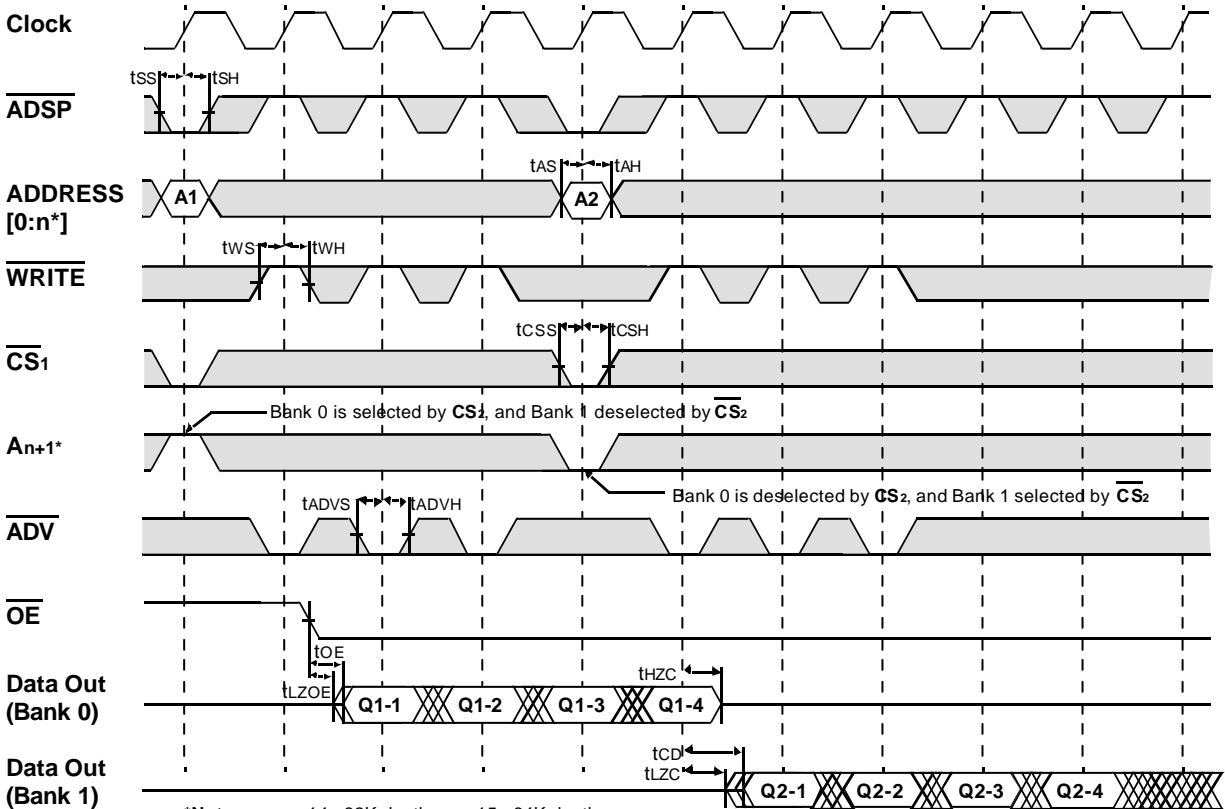 Clock
tSS tSH
ADSP
tAS tAH
ADDRESS
[0:n*]
A1 A2
tWS tWH
WRITE
tCSS tCSH
CS1
Bank 0 is selected by CS2, and Bank 1 deselected by CS2
An+1*
Bank 0 is deselected by CS2, and Bank 1 selected by CS2
tADVS tADVH
ADV
OE
tOE
tLZOE
tHZC
Data Out
(Bank 0)
Q1-1 Q1-2 Q1-3 Q1-4
tCD
tLZC
Data Out
(Bank 1)
Q2-1 Q2-2 Q2-3 Q2-4